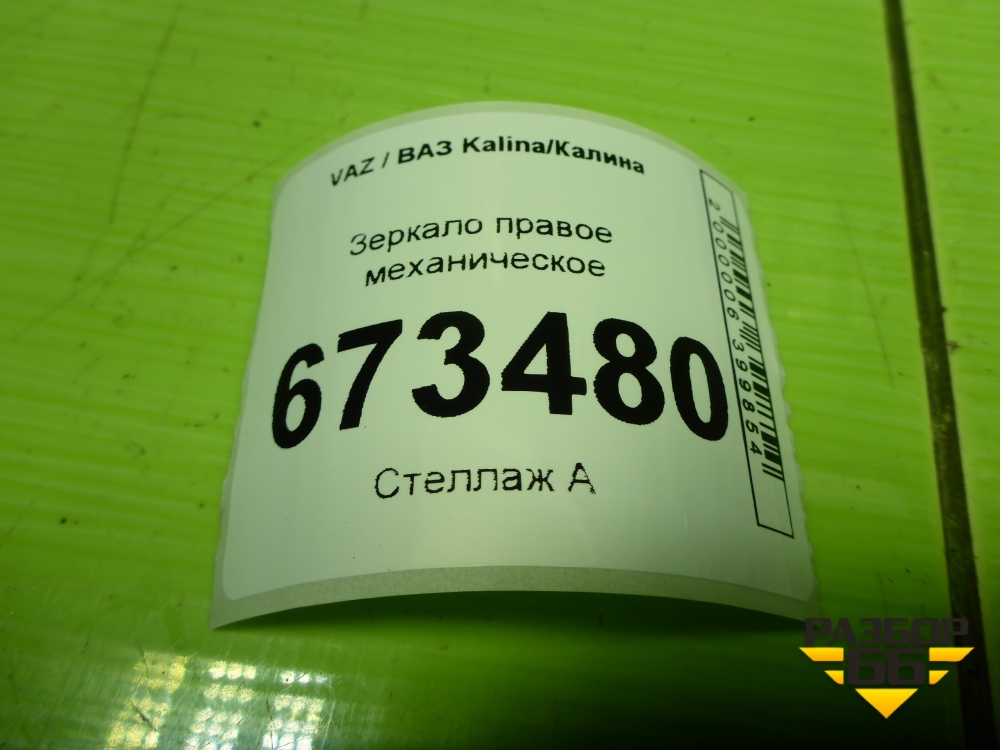 VAZ / ВАЗ Kalina/Калина
Зеркало правое
механическое
673480
Стеллаж А
2000006399854
РАЗБОР
66